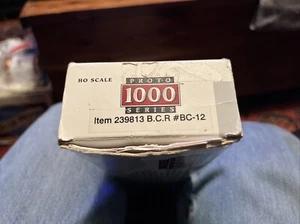 HO SCALE
PROTO
1000
SERIES
Item 239813 B.C.R #BC-12